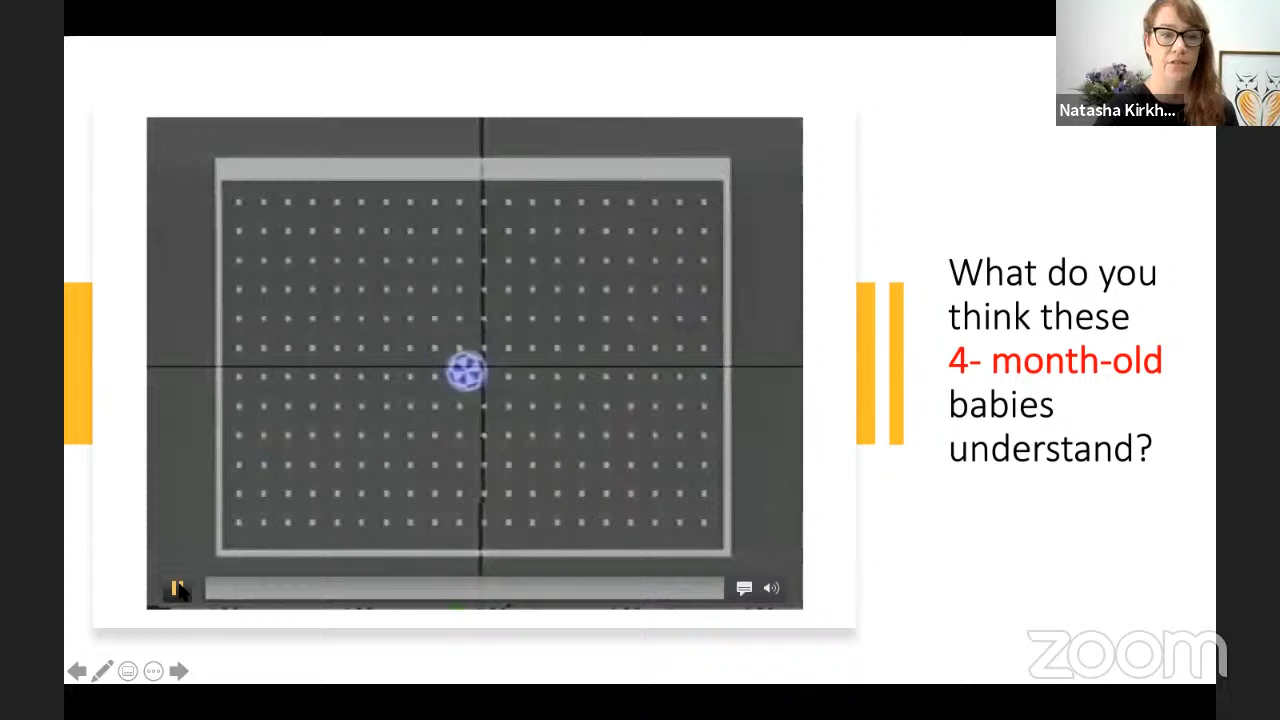 Natasha Kirkh...
What do you
think these
4- month-old
babies
understand?
zoom